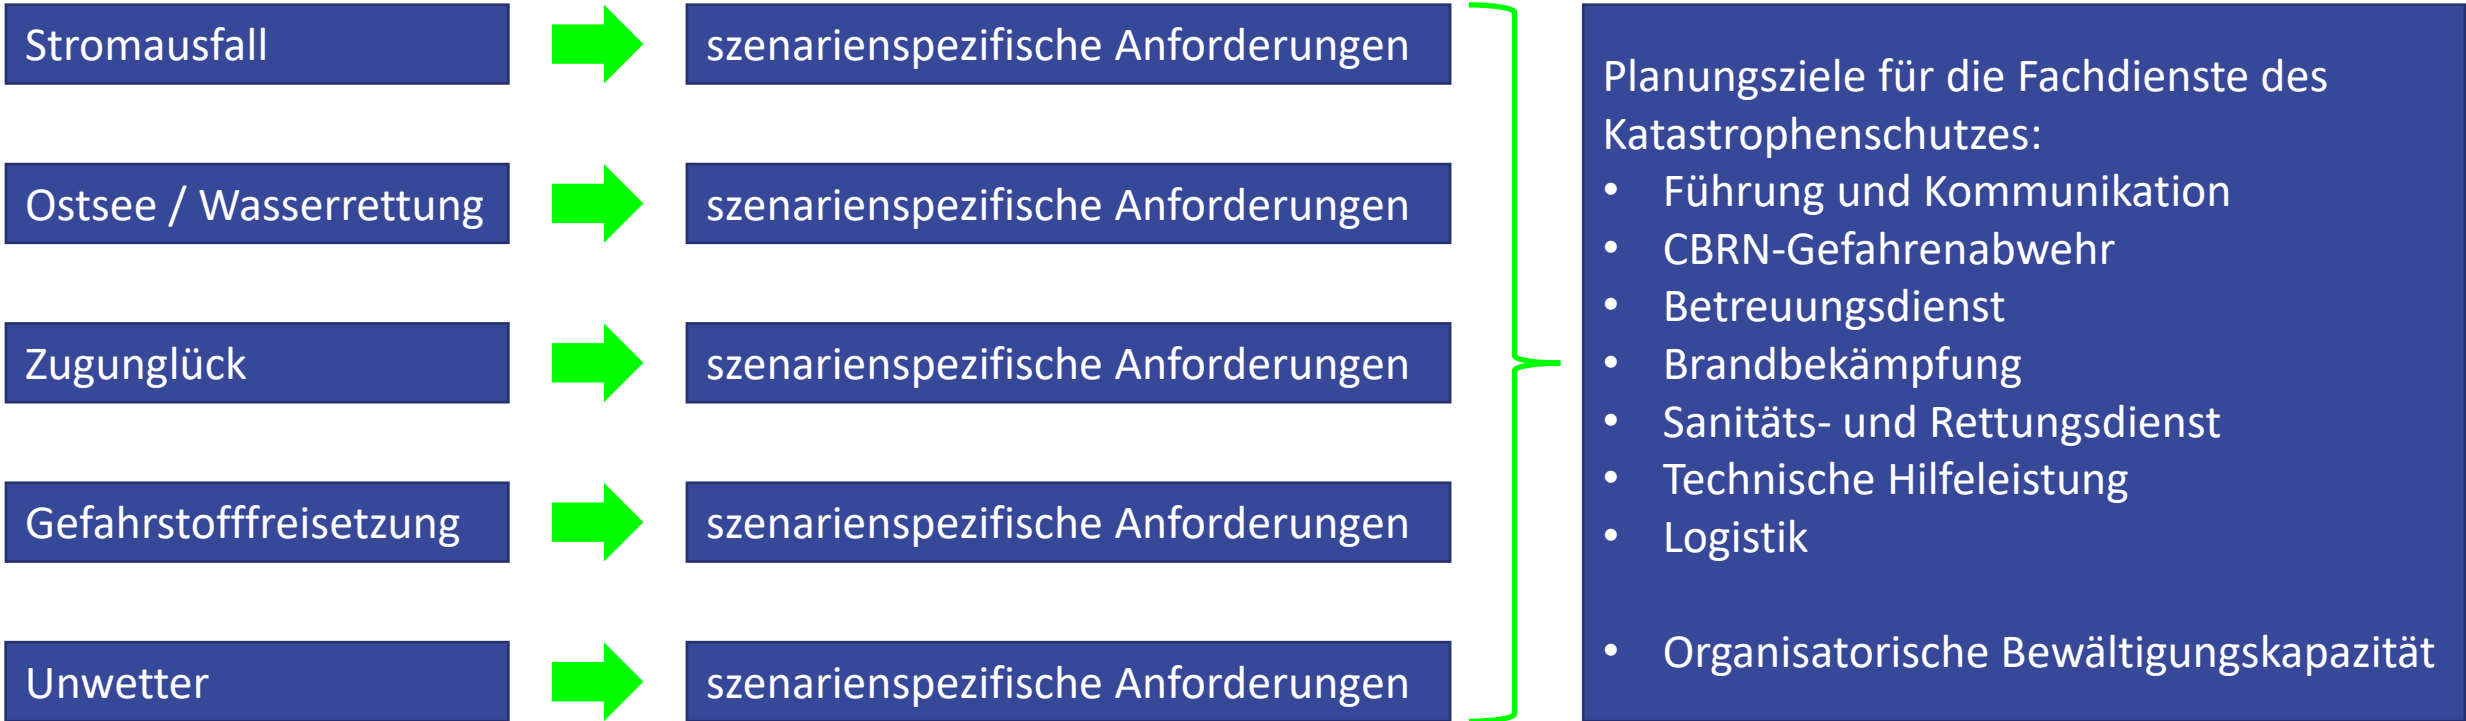 Stromausfall
szenarienspezifische Anforderungen
Ostsee / Wasserrettung
szenarienspezifische Anforderungen
Zugunglück
szenarienspezifische Anforderungen
Gefahrstofffreisetzung
szenarienspezifische Anforderungen
Unwetter
szenarienspezifische Anforderungen
Planungsziele für die Fachdienste des
Katastrophenschutzes:
• Führung und Kommunikation
• CBRN-Gefahrenabwehr
• Betreuungsdienst
• Brandbekämpfung
• Sanitäts- und Rettungsdienst
• Technische Hilfeleistung
• Logistik
• Organisatorische Bewältigungskapazität